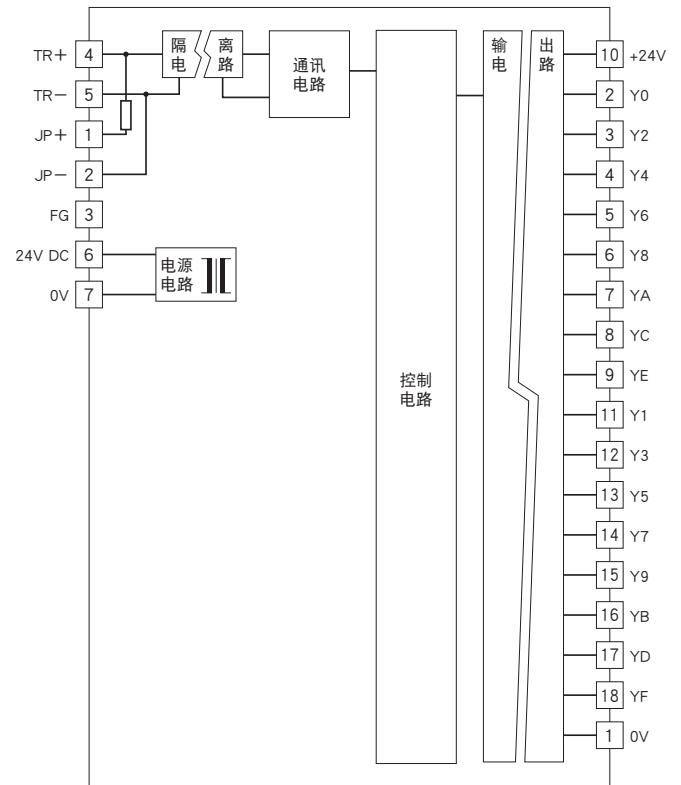 TR+ 4
TR− 5
JP+ 1
JP− 2
FG 3
24V DC 6
0V 7
隔 离
电 路
通讯
电路
电源
电路
控制
电路
输 出
电 路
10 +24V
2 Y0
3 Y2
4 Y4
5 Y6
6 Y8
7 YA
8 YC
9 YE
11 Y1
12 Y3
13 Y5
14 Y7
15 Y9
16 YB
17 YD
18 YF
1 0V